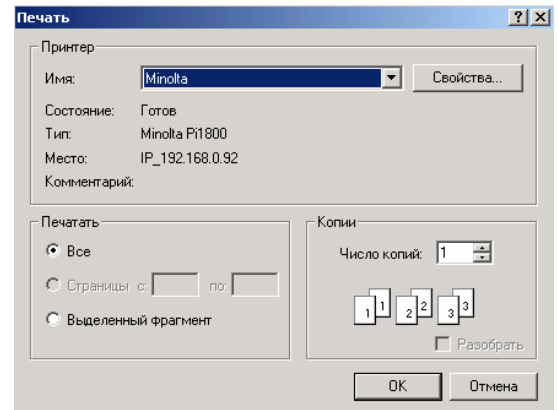 Печать
Принтер
Имя: Minolta Свойства...
Состояние: Готов
Тип: Minolta Pi1800
Место: IP_192.168.0.92
Комментарий:
Печатать
Все
Страницы с: по:
Выделенный фрагмент
Копии
Число копий: 1
1 1 2 2 3 3
Разобрать
OK Отмена